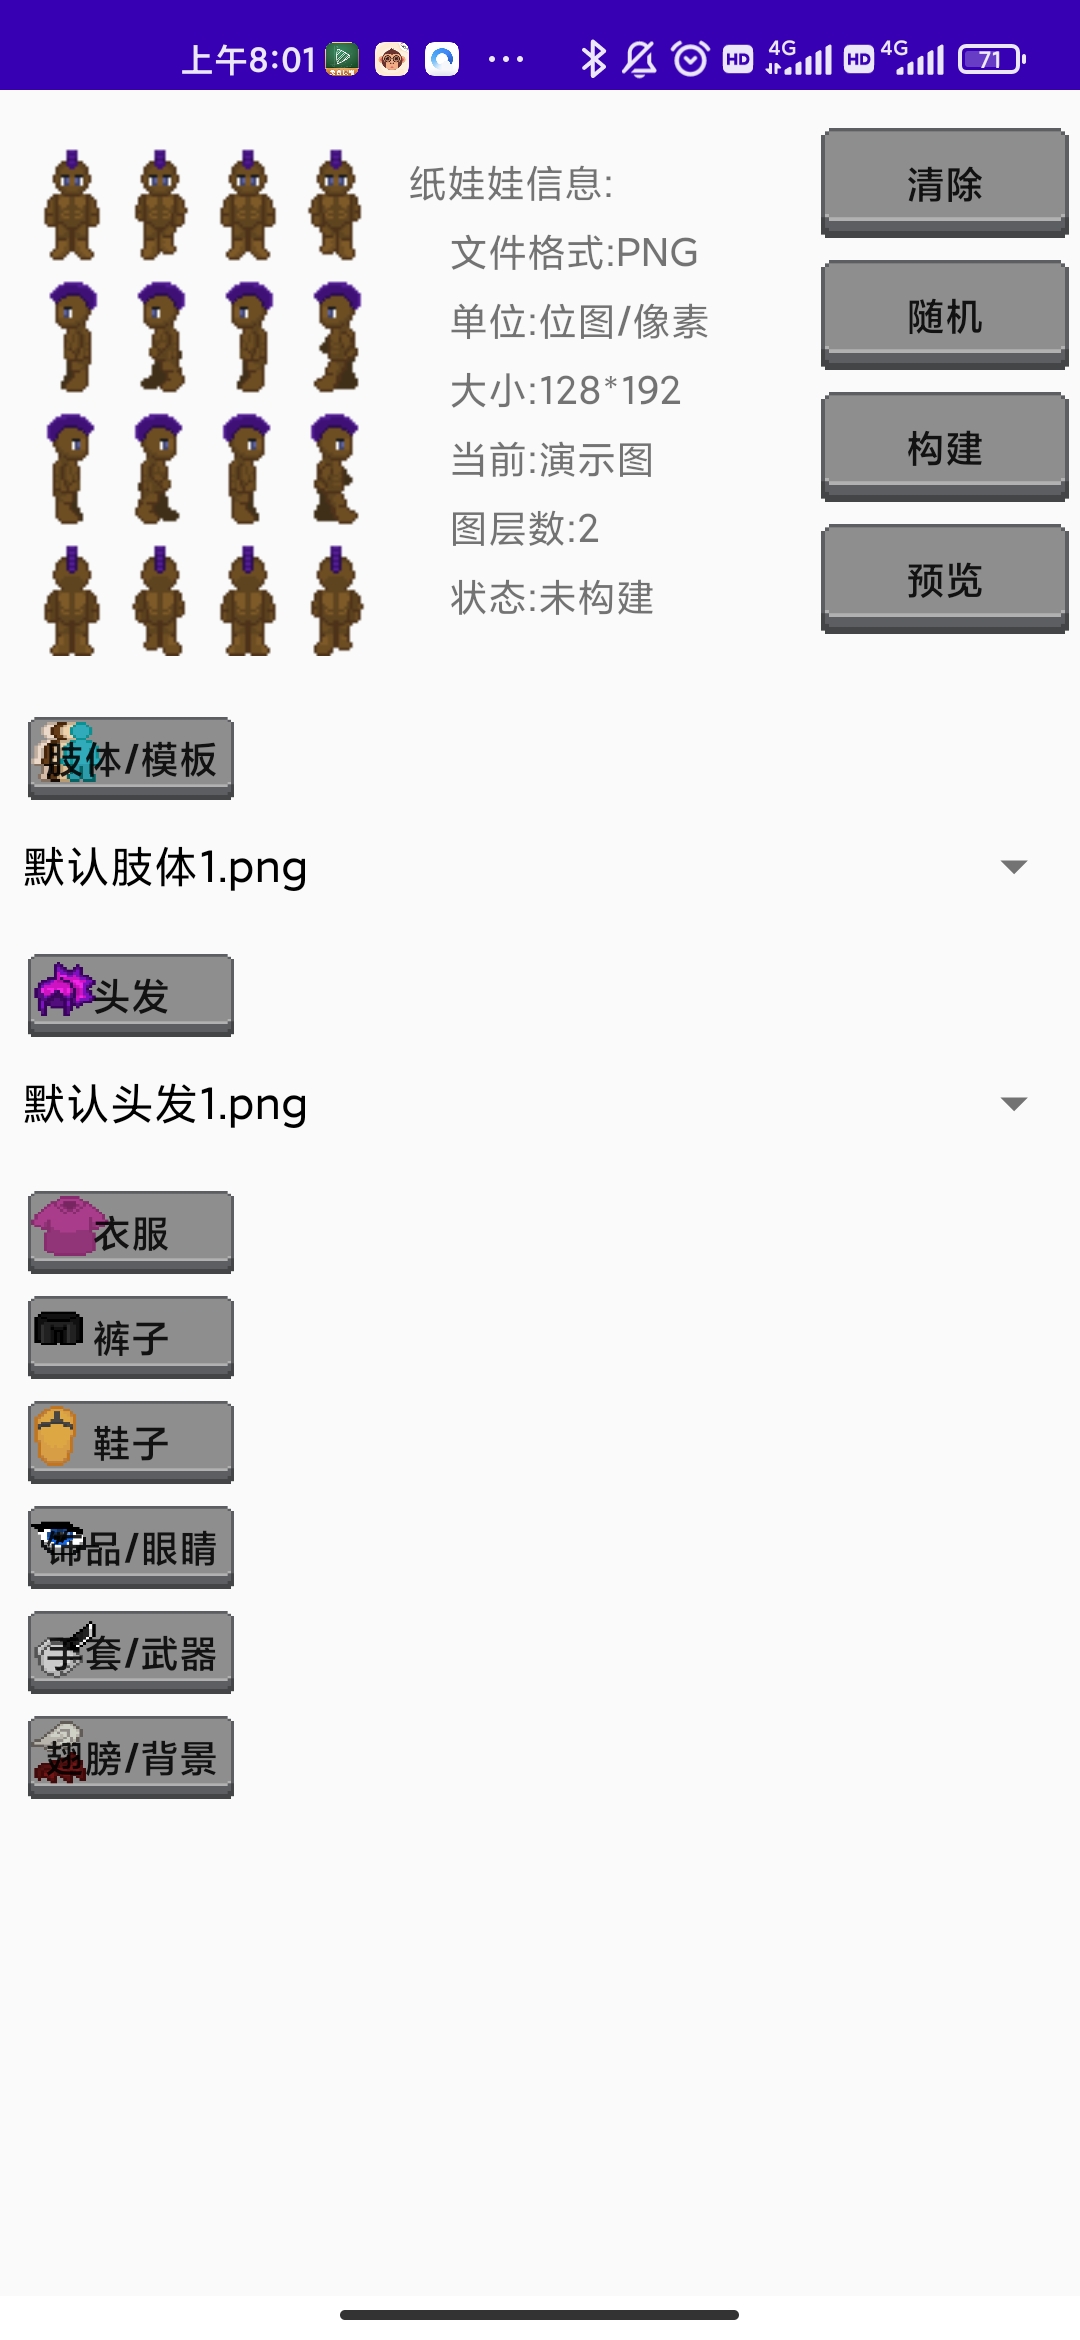 上午8:01
HD 4G HD 4G 71
纸娃娃信息:
文件格式:PNG
单位:位图/像素
大小:128*192
当前:演示图
图层数:2
状态:未构建
清除
随机
构建
预览
肢体/模板
默认肢体1.png
头发
默认头发1.png
衣服
裤子
鞋子
饰品/眼睛
手套/武器
翅膀/背景